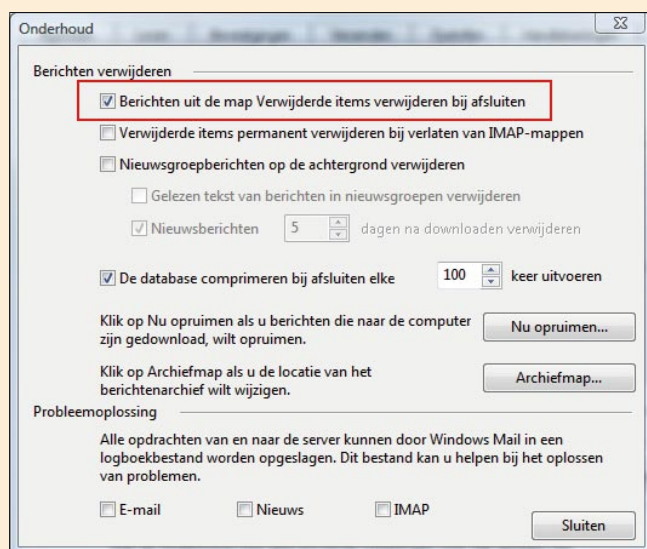 Onderhoud
Berichten verwijderen
Berichten uit de map Verwijderde items verwijderen bij afsluiten
Verwijderde items permanent verwijderen bij verlaten van IMAP-mappen
Nieuwsgroepberichten op de achtergrond verwijderen
Gelezen tekst van berichten in nieuwsgroepen verwijderen
Nieuwsberichten 5 dagen na downloaden verwijderen
De database comprimeren bij afsluiten elke 100 keer uitvoeren
Klik op Nu opruimen als u berichten die naar de computer
zijn gedownload, wilt opruimen.
Nu opruimen...
Klik op Archiefmap als u de locatie van het
berichtenarchief wilt wijzigen.
Archiefmap...
Probleemoplossing
Alle opdrachten van en naar de server kunnen door Windows Mail in een
logboekbestand worden opgeslagen. Dit bestand kan u helpen bij het oplossen
van problemen.
E-mail Nieuws IMAP
Sluiten